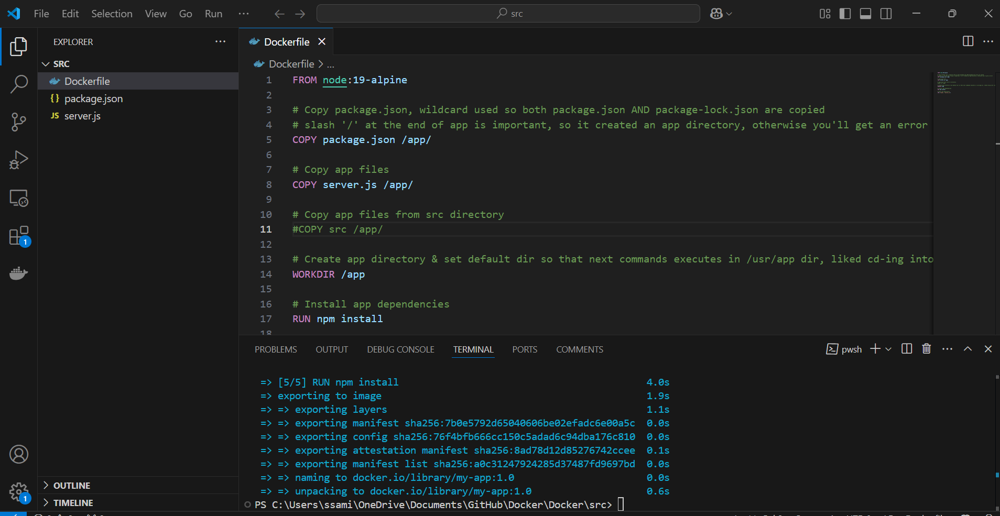 File Edit Selection View Go Run
src
EXPLORER
SRC
Dockerfile
{} package.json
JS server.js
1
OUTLINE
1
TIMELINE
Dockerfile
Dockerfile > ...
1 FROM node:19-alpine
2
3 # Copy package.json, wildcard used so both package.json AND package-lock.json are copied
4 # slash '/' at the end of app is important, so it created an app directory, otherwise you'll get an error
5 COPY package.json /app/
6
7 # Copy app files
8 COPY server.js /app/
9
10 # Copy app files from src directory
11 #COPY src /app/
12
13 # Create app directory & set default dir so that next commands executes in /usr/app dir, liked cd-ing into
14 WORKDIR /app
15
16 # Install app dependencies
17 RUN npm install
18
PROBLEMS OUTPUT DEBUG CONSOLE TERMINAL PORTS COMMENTS
pwsh
=> [5/5] RUN npm install 4.0s
=> exporting to image 1.9s
=> => exporting layers 1.1s
=> => exporting manifest sha256:7b0e5792d65040606be02efadc6e00a5c 0.0s
=> => exporting config sha256:76f4bfb666cc150c5adad6c94dba176c810 0.0s
=> => exporting attestation manifest sha256:8ad78d12d85276742ccee 0.1s
=> => exporting manifest list sha256:a0c31247924285d37487fd9697bd 0.0s
=> => naming to docker.io/library/my-app:1.0 0.0s
=> => unpacking to docker.io/library/my-app:1.0 0.6s
PS C:\Users\ssami\OneDrive\Documents\GitHub\Docker\Docker\src>